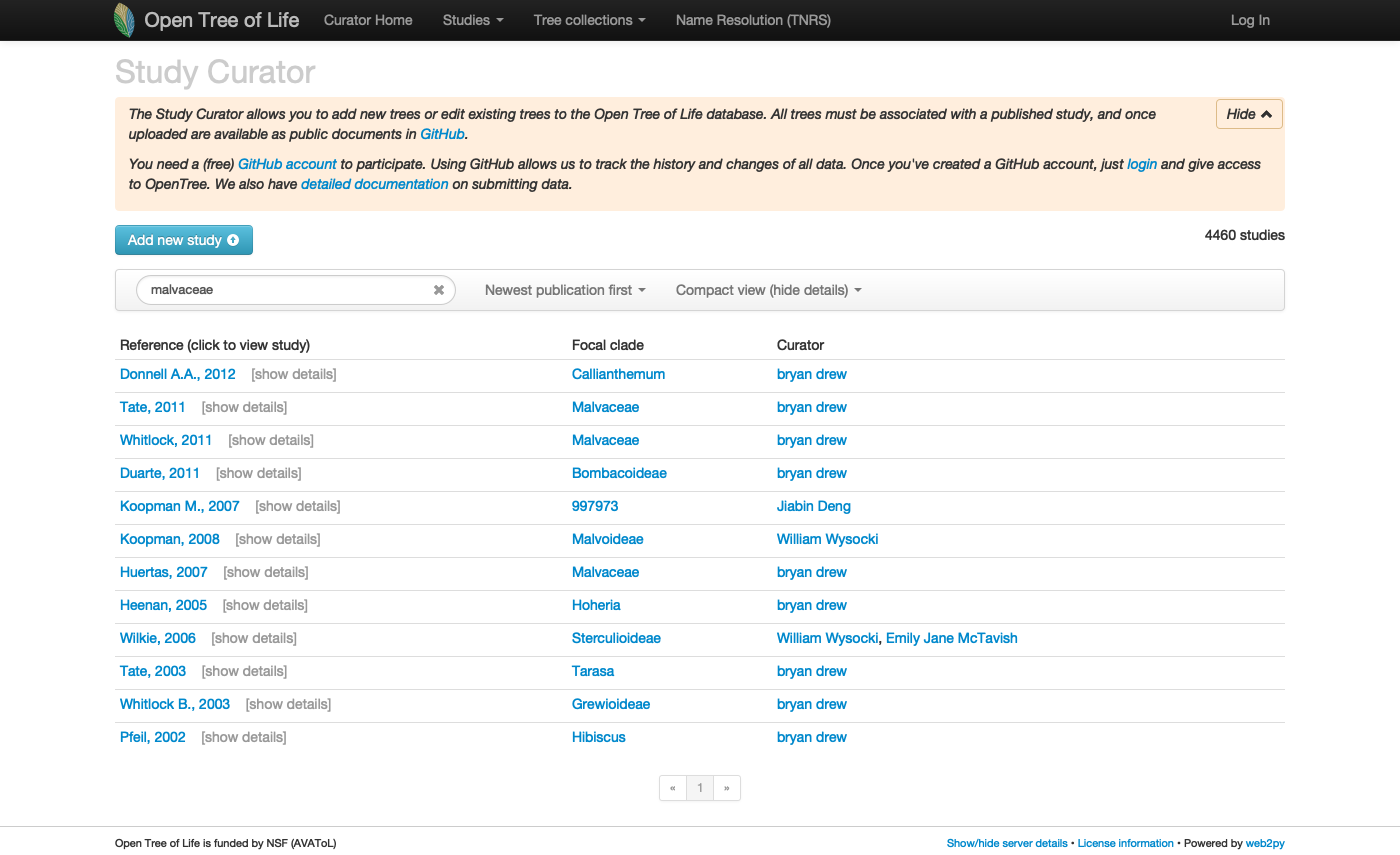 Open Tree of Life Curator Home Studies Tree collections Name Resolution (TNRS) Log In
Study Curator
The Study Curator allows you to add new trees or edit existing trees to the Open Tree of Life database. All trees must be associated with a published study, and once Hide
uploaded are available as public documents in GitHub.
You need a (free) GitHub account to participate. Using GitHub allows us to track the history and changes of all data. Once you've created a GitHub account, just login and give access
to OpenTree. We also have detailed documentation on submitting data.
Add new study 4460 studies
malvaceae Newest publication first Compact view (hide details)
Reference (click to view study) Focal clade Curator
Donnell A.A., 2012 [show details] Callianthemum bryan drew
Tate, 2011 [show details] Malvaceae bryan drew
Whitlock, 2011 [show details] Malvaceae bryan drew
Duarte, 2011 [show details] Bombacoideae bryan drew
Koopman M., 2007 [show details] 997973 Jiabin Deng
Koopman, 2008 [show details] Malvoideae William Wysocki
Huertas, 2007 [show details] Malvaceae bryan drew
Heenan, 2005 [show details] Hoheria bryan drew
Wilkie, 2006 [show details] Sterculioideae William Wysocki, Emily Jane McTavish
Tate, 2003 [show details] Tarasa bryan drew
Whitlock B., 2003 [show details] Grewioideae bryan drew
Pfeil, 2002 [show details] Hibiscus bryan drew
« 1 »
Open Tree of Life is funded by NSF (AVAToL) Show/hide server details • License information • Powered by web2py